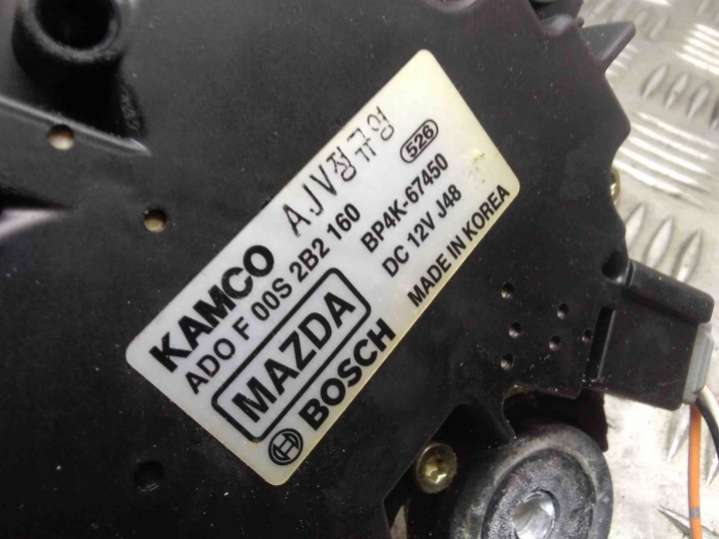 KAMCO AJV정규영
ADO F 00S 2B2 160
526
MAZDA BP4K-67450
DC 12V J48
BOSCH MADE IN KOREA